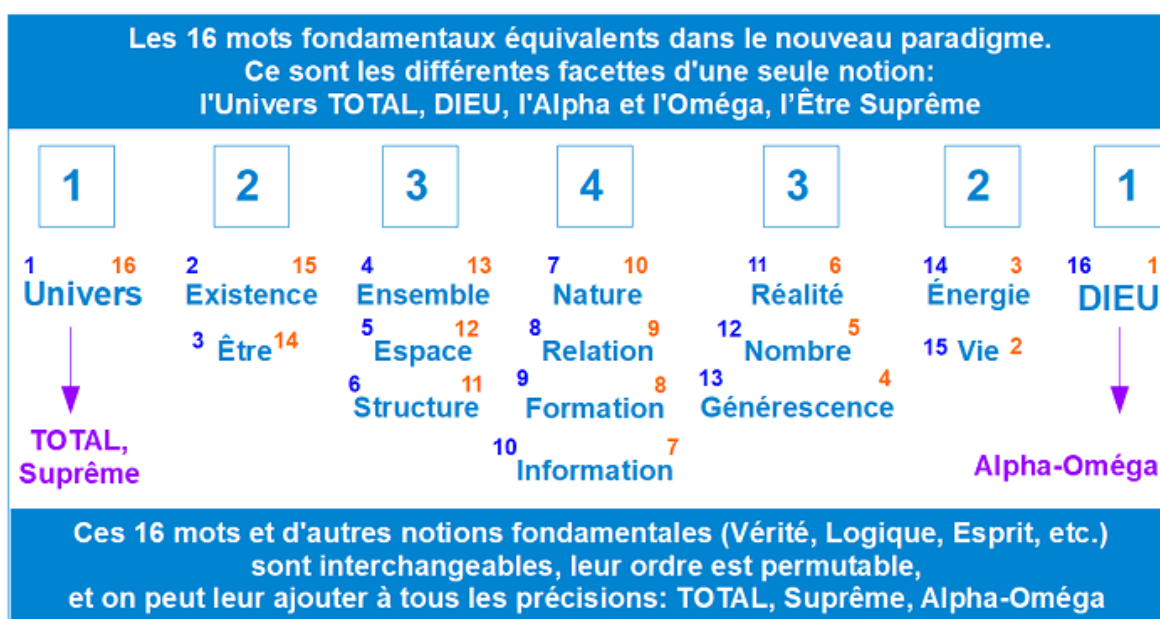 Les 16 mots fondamentaux équivalents dans le nouveau paradigme.
Ce sont les différentes facettes d'une seule notion:
l'Univers TOTAL, DIEU, l'Alpha et l'Oméga, l’Être Suprême
1 2 3 4 3 2 1
1 16 2 15 4 13 7 10 11 6 14 3 16 1
Univers Existence Ensemble Nature Réalité Énergie DIEU
3 Être 14 5 Espace 12 8 Relation 9 12 Nombre 5 15 Vie 2
6 Structure 11 9 Formation 8 13 Générescence 4
TOTAL,
Suprême
10 Information 7
Alpha-Oméga
Ces 16 mots et d'autres notions fondamentales (Vérité, Logique, Esprit, etc.)
sont interchangeables, leur ordre est permutable,
et on peut leur ajouter à tous les précisions: TOTAL, Suprême, Alpha-Oméga